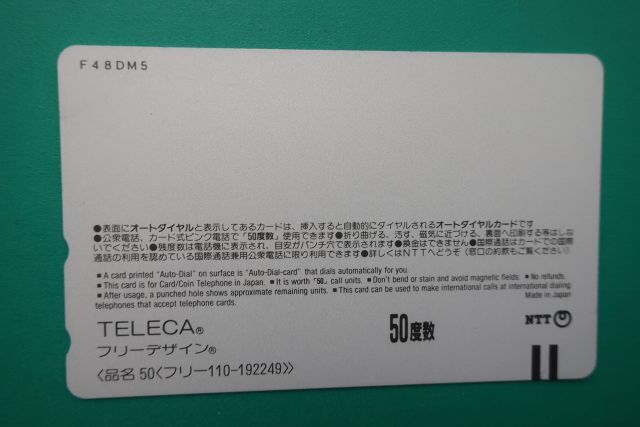 F48DM5
●表面にオートダイヤルと表示してあるカードは、挿入すると自動的にダイヤルされるオートダイヤルカードです
●公衆電話、カード式ピンク電話で「50度数」使用できます●折り曲げる、汚す、磁気に近づける、裏面へ印刷する等はしな
いでください●残度数は電話機に表示され、目安がパンチ穴で表示されます●換金はできません●国際通話はカードでの国際
通話の利用を認めている国際通話兼用公衆電話に限り利用できます●詳しくはNTTへどうぞ(窓口の約款もご覧ください)
■ A card printed "Auto-Dial" on surface is "Auto-Dial-card" that dials automatically for you.
■ This card is for Card/Coin Telephone in Japan. ■ It is worth「50」call units. ■ Don't bend or stain and avoid magnetic fields. ■ No refunds.
■ After usage, a punched hole shows approximate remaining units. ■ This card can be used to make international calls at international dialing
telephones that accept telephone cards.
Made in Japan
TELECA®
フリーデザイン®
50度数
NTT
〈品名 50〈フリー110-192249〉〉